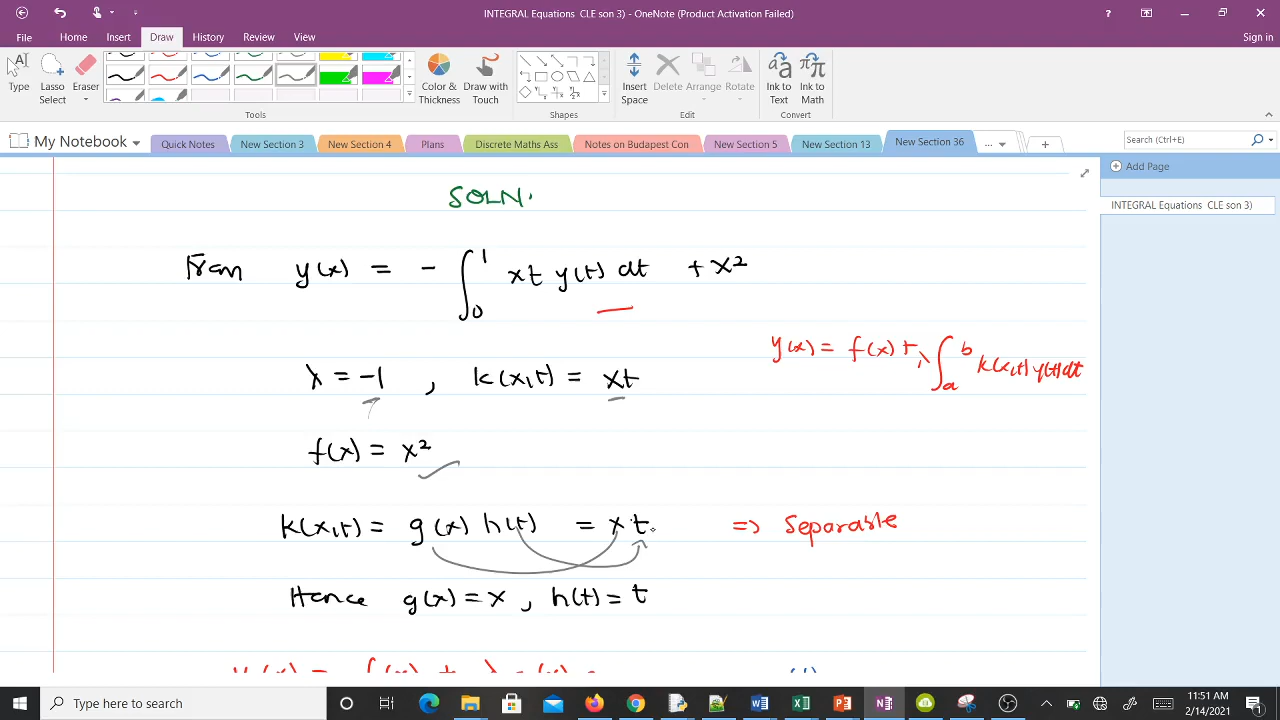 INTEGRAL Equations CLE son 3) - OneNote (Product Activation Failed)
File Home Insert Draw History Review View Sign in
Type Lasso Select Eraser Color & Thickness Draw with Touch Insert Space Delete Arrange Rotate Ink to Text Ink to Math
Tools Shapes Edit Convert
My Notebook Quick Notes New Section 3 New Section 4 Plans Discrete Maths Ass Notes on Budapest Con New Section 5 New Section 13 New Section 36 ... Search (Ctrl+E)
Add Page
INTEGRAL Equations CLE son 3)
SOLN.
From y(x) = - ∫₀¹ xt y(t) dt + x²
y(x) = f(x) + λ ∫ₐᵇ k(x,t) y(t) dt
λ = -1 , k(x,t) = xt
f(x) = x²
k(x,t) = g(x) h(t) = x t. => Separable
Hence g(x) = x , h(t) = t
Type here to search
11:51 AM
2/14/2021